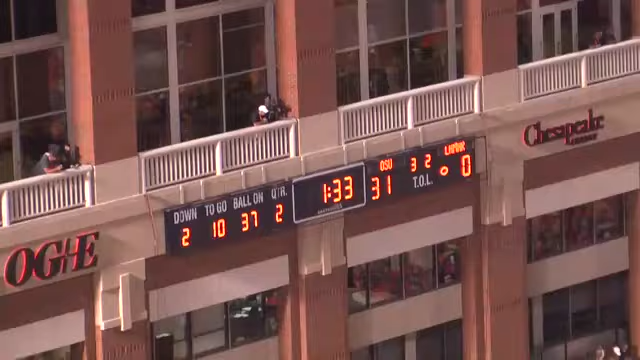 DOWN TO GO BALL ON QTR.
2 10 37 2
1:33
OSU 3 2 LAMAR
31 T.O.L. 0
Chesapeake
OG+E